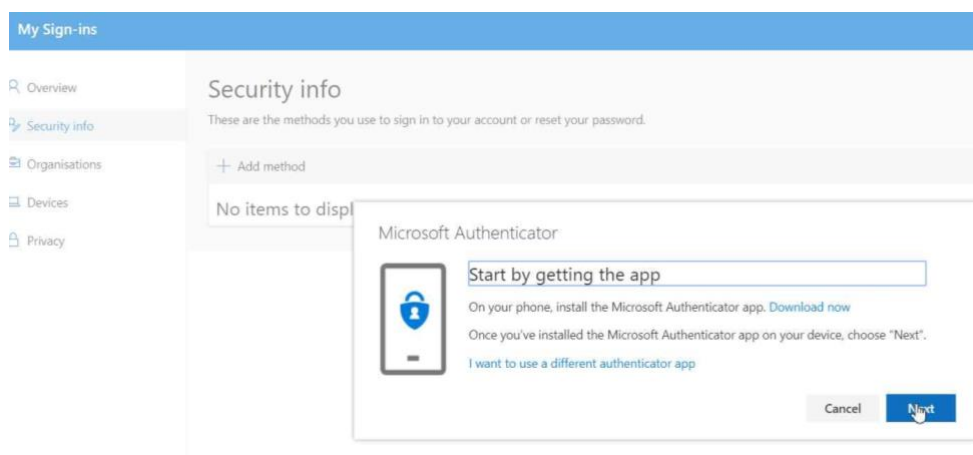 My Sign-ins
Overview
Security info
Organisations
Devices
Privacy
Security info
These are the methods you use to sign in to your account or reset your password.
+ Add method
No items to displ
Microsoft Authenticator
Start by getting the app
On your phone, install the Microsoft Authenticator app. Download now
Once you've installed the Microsoft Authenticator app on your device, choose "Next".
I want to use a different authenticator app
Cancel
Next